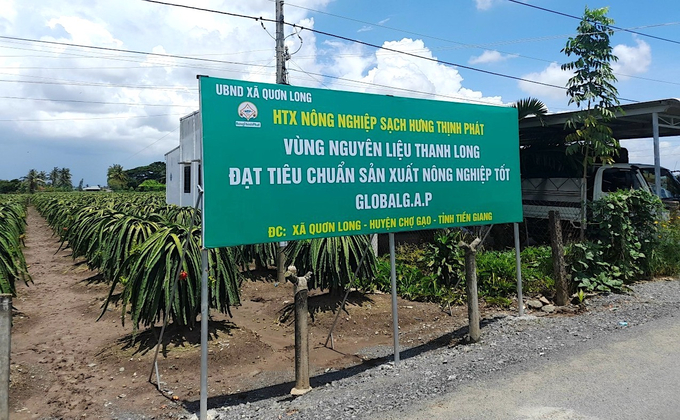 UBND XÃ QUƠN LONG
HTX NÔNG NGHIỆP SẠCH HƯNG THỊNH PHÁT
VÙNG NGUYÊN LIỆU THANH LONG
ĐẠT TIÊU CHUẨN SẢN XUẤT NÔNG NGHIỆP TỐT
GLOBALG.A.P
ĐC: XÃ QUƠN LONG - HUYỆN CHỢ GẠO - TỈNH TIỀN GIANG